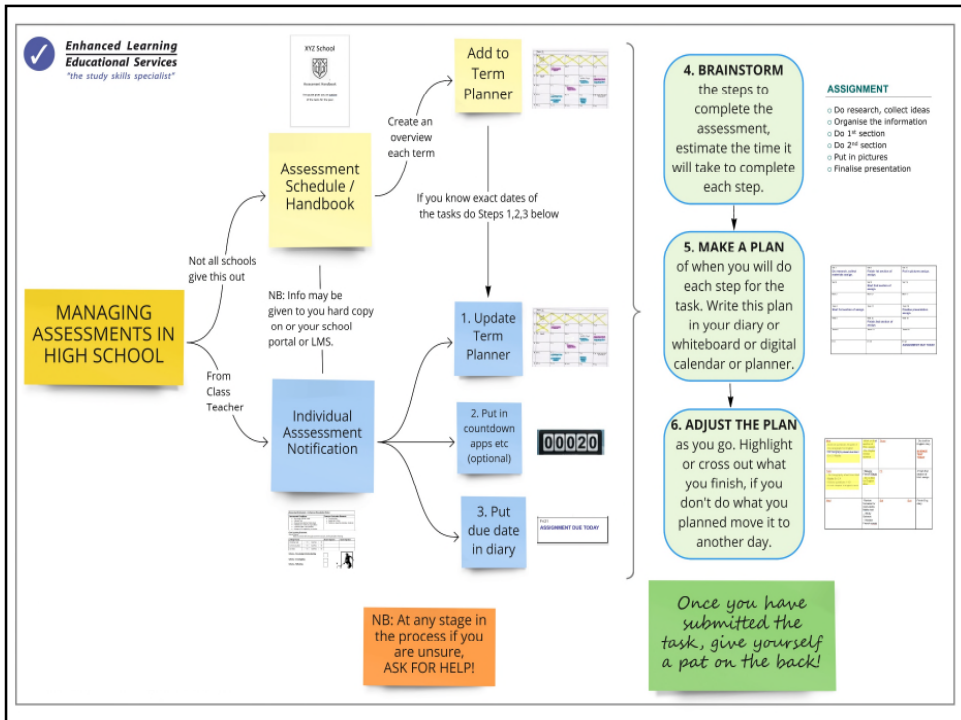 Enhanced Learning
Educational Services
"the study skills specialist"
XYZ School
Assessment Handbook
MANAGING
ASSESSMENTS IN
HIGH SCHOOL
Not all schools
give this out
From
Class
Teacher
Assessment
Schedule /
Handbook
NB: Info may be
given to you hard copy
on or your school
portal or LMS.
Individual
Assessment
Notification
Create an
overview
each term
Add to
Term
Planner
If you know exact dates of
the tasks do Steps 1,2,3 below
1. Update
Term
Planner
2. Put in
countdown
apps etc
(optional)
00020
3. Put
due date
in diary
ASSIGNMENT DUE TODAY
4. BRAINSTORM
the steps to
complete the
assessment,
estimate the time it
will take to complete
each step.
ASSIGNMENT
Do research, collect ideas
Organise the information
Do 1st section
Do 2nd section
Put in pictures
Finalise presentation
5. MAKE A PLAN
of when you will do
each step for the
task. Write this plan
in your diary or
whiteboard or digital
calendar or planner.
ASSIGNMENT DUE TODAY
6. ADJUST THE PLAN
as you go. Highlight
or cross out what
you finish, if you
don't do what you
planned move it to
another day.
NB: At any stage in
the process if you
are unsure,
ASK FOR HELP!
Once you have
submitted the
task, give yourself
a pat on the back!